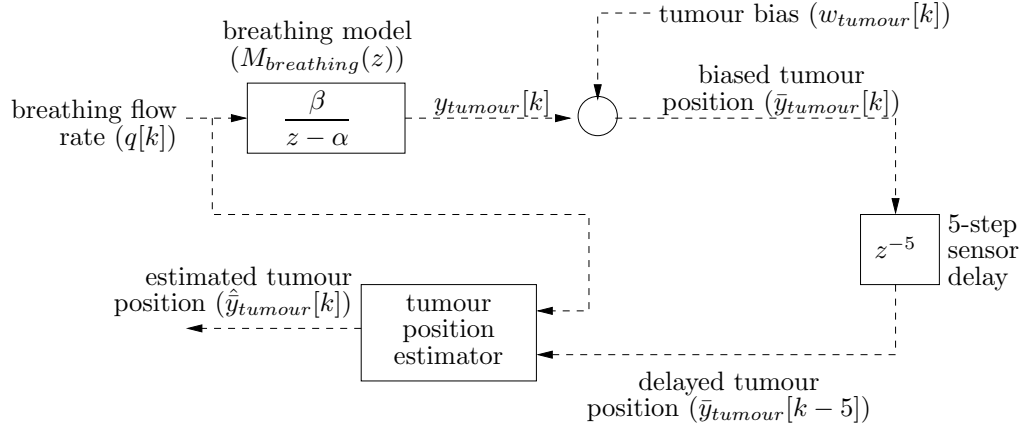 tumour bias (w_{tumour}[k])
breathing model
(M_{breathing}(z))
biased tumour
position (ȳ_{tumour}[k])
breathing flow
rate (q[k])
β
z − α
y_{tumour}[k]
z^{−5}
5-step
sensor
delay
estimated tumour
position (\hat{ȳ}_{tumour}[k])
tumour
position
estimator
delayed tumour
position (ȳ_{tumour}[k − 5])